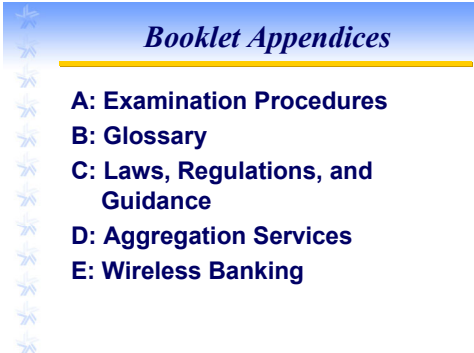 Booklet Appendices
A: Examination Procedures
B: Glossary
C: Laws, Regulations, and
Guidance
D: Aggregation Services
E: Wireless Banking